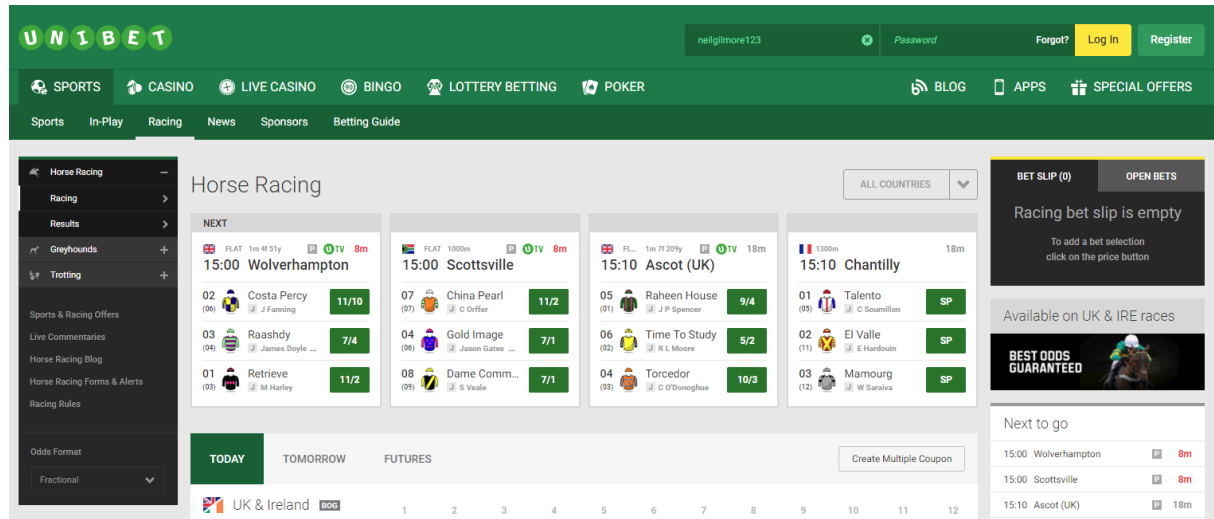 UNIBET
neilgilmore123 Password Forgot? Log In Register
SPORTS CASINO LIVE CASINO BINGO LOTTERY BETTING POKER BLOG APPS SPECIAL OFFERS
Sports In-Play Racing News Sponsors Betting Guide
Horse Racing
Racing
Results
Greyhounds
Trotting
Sports & Racing Offers
Live Commentaries
Horse Racing Blog
Horse Racing Forms & Alerts
Racing Rules
Odds Format
Fractional
Horse Racing
ALL COUNTRIES
NEXT
FLAT 1m 4f 51y P UTV 8m
15:00 Wolverhampton
02 Costa Percy 11/10
(06) J J Fanning
03 Raashdy 7/4
(04) J James Doyle ...
01 Retrieve 11/2
(03) J M Harley
FLAT 1000m P UTV 8m
15:00 Scottsville
07 China Pearl 11/2
(07) J C Orffer
04 Gold Image 7/1
(06) J Jason Gates ...
08 Dame Comm... 7/1
(09) J S Veale
FL... 1m 7f 209y P UTV 18m
15:10 Ascot (UK)
05 Raheen House 9/4
(01) J J P Spencer
06 Time To Study 5/2
(02) J R L Moore
04 Torcedor 10/3
(03) J C O'Donoghue
1300m 18m
15:10 Chantilly
01 Talento SP
(05) J C Soumillon
02 El Valle SP
(11) J E Hardouin
03 Mamourg SP
(12) J W Saraiva
TODAY TOMORROW FUTURES Create Multiple Coupon
UK & Ireland BOG 1 2 3 4 5 6 7 8 9 10 11 12
BET SLIP (0) OPEN BETS
Racing bet slip is empty
To add a bet selection
click on the price button
Available on UK & IRE races
BEST ODDS
GUARANTEED
Next to go
15:00 Wolverhampton P 8m
15:00 Scottsville P 8m
15:10 Ascot (UK) P 18m